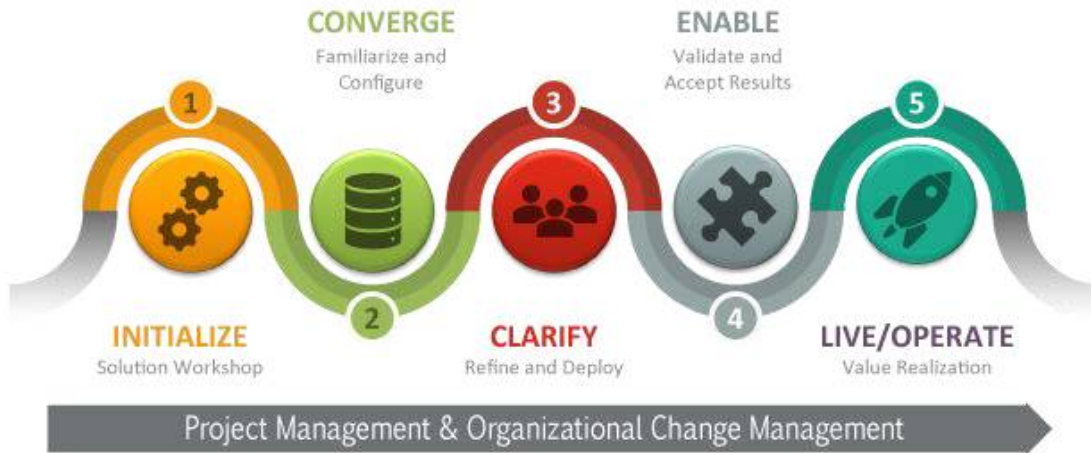 1
INITIALIZE
Solution Workshop
CONVERGE
Familiarize and
Configure
2
3
CLARIFY
Refine and Deploy
ENABLE
Validate and
Accept Results
4
5
LIVE/OPERATE
Value Realization
Project Management & Organizational Change Management